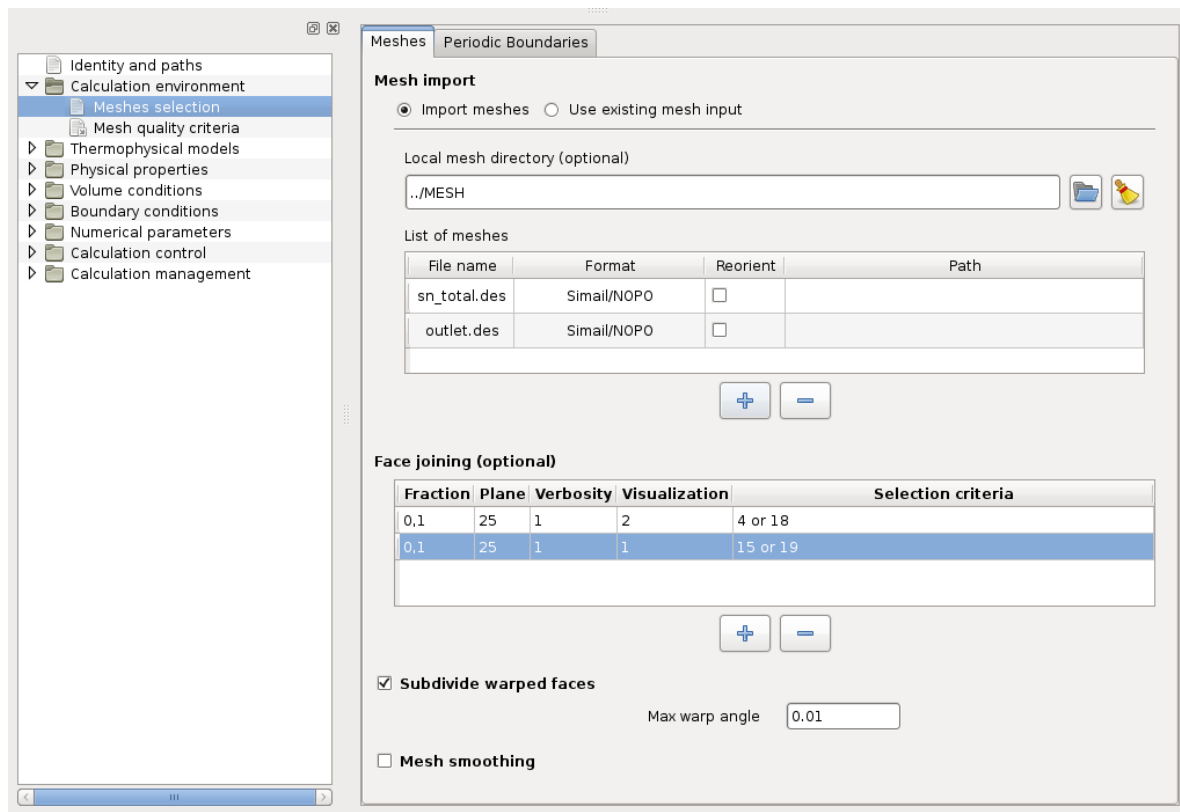 Identity and paths
Calculation environment
Meshes selection
Mesh quality criteria
Thermophysical models
Physical properties
Volume conditions
Boundary conditions
Numerical parameters
Calculation control
Calculation management
Meshes Periodic Boundaries
Mesh import
Import meshes Use existing mesh input
Local mesh directory (optional)
../MESH
List of meshes
File name Format Reorient Path
sn_total.des Simail/NOPO
outlet.des Simail/NOPO
Face joining (optional)
Fraction Plane Verbosity Visualization Selection criteria
0,1 25 1 2 4 or 18
0,1 25 1 1 15 or 19
Subdivide warped faces
Max warp angle 0.01
Mesh smoothing